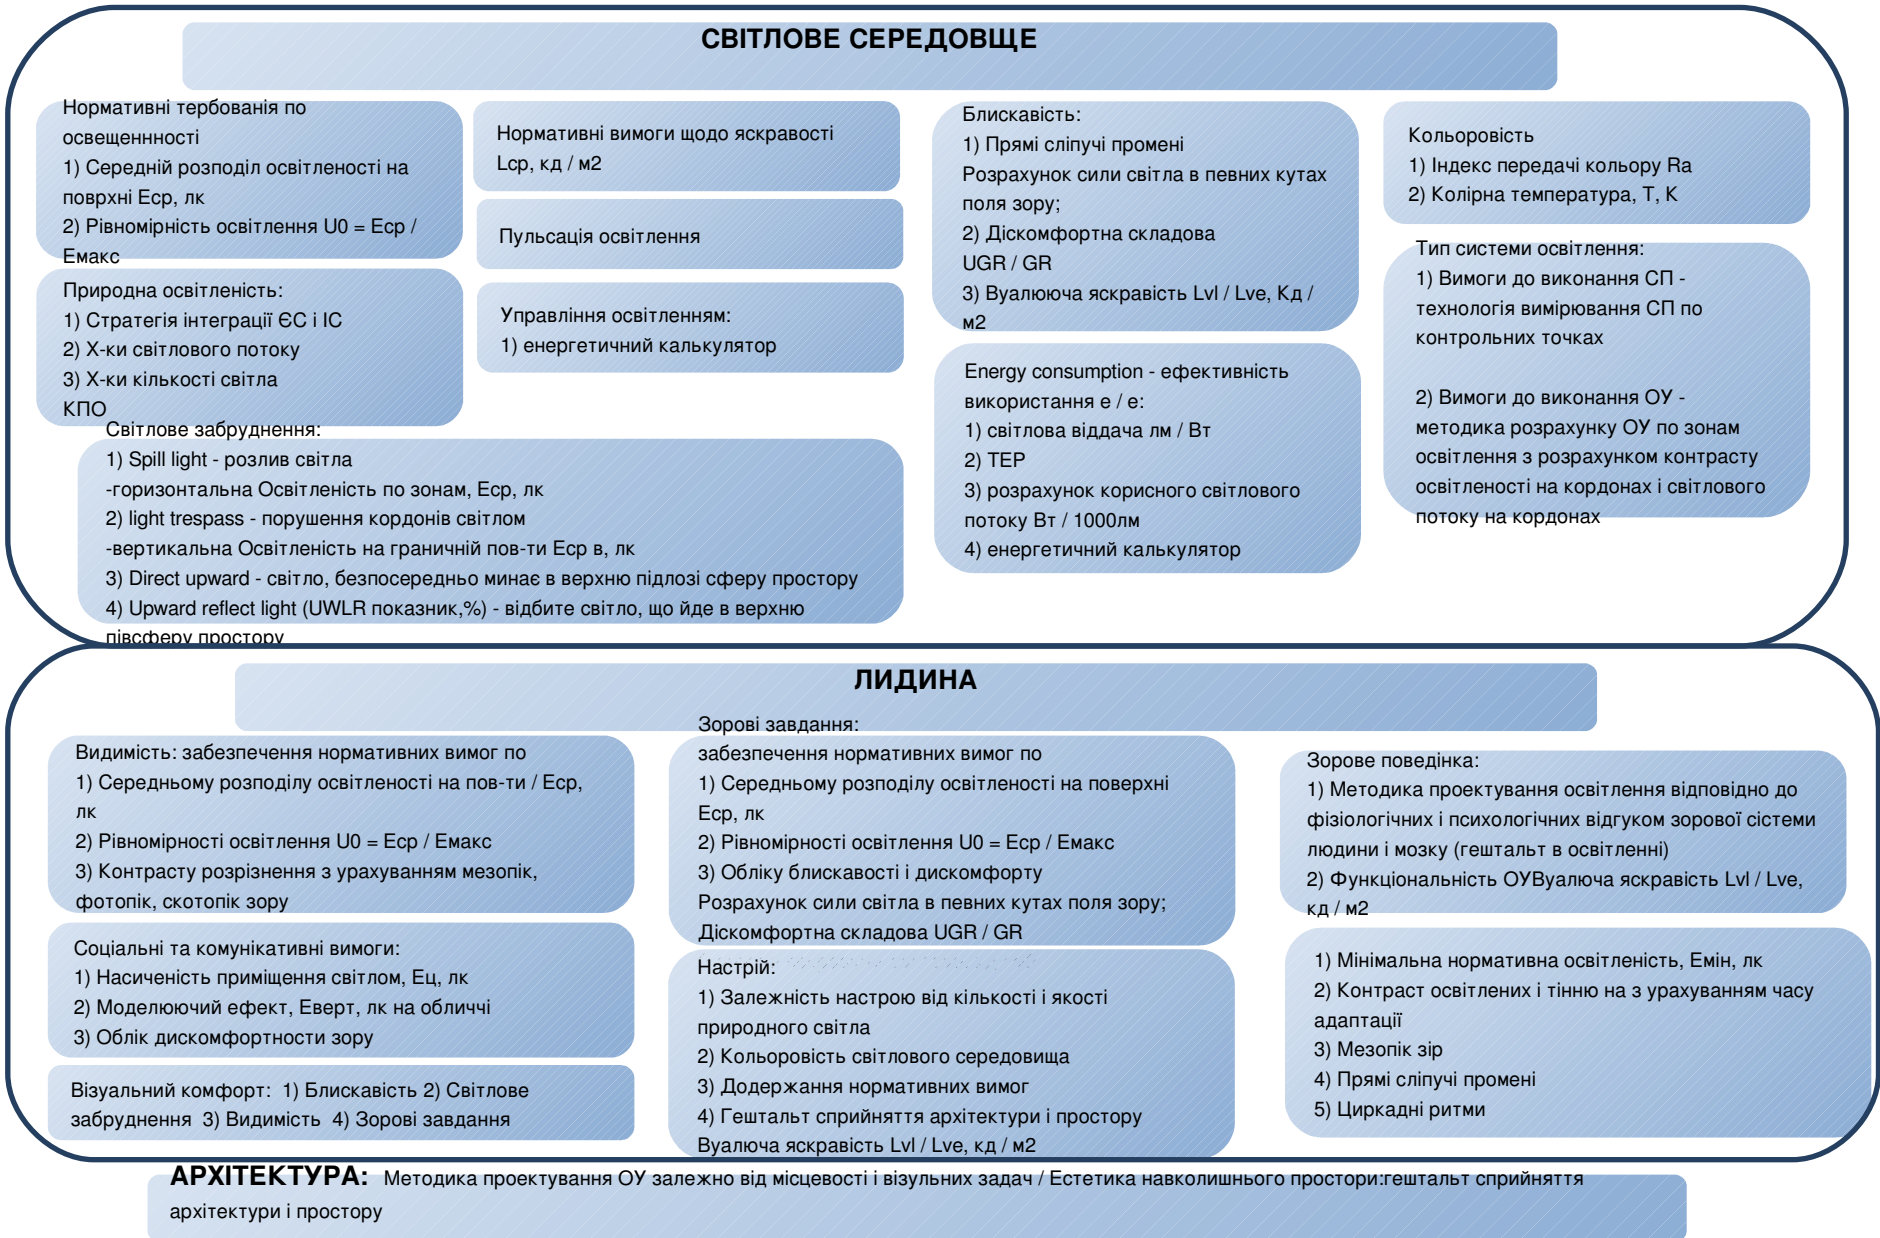 СВІТЛОВЕ СЕРЕДОВЩЕ
Нормативні тербованія по
освещеннності
1) Середній розподіл освітленості на
поврхні Еср, лк
2) Рівномірність освітлення U0 = Еср /
Емакс
Природна освітленість:
1) Стратегія інтеграції ЄС і ІС
2) Х-ки світлового потоку
3) Х-ки кількості світла
КПО
Нормативні вимоги щодо яскравості
Lср, кд / м2
Пульсація освітлення
Управління освітленням:
1) енергетичний калькулятор
Світлове забруднення:
1) Spill light - розлив світла
-горизонтальна Освітленість по зонам, Еср, лк
2) light trespass - порушення кордонів світлом
-вертикальна Освітленість на граничній пов-ти Еср в, лк
3) Direct upward - світло, безпосередньо минає в верхню підлозі сферу простору
4) Upward reflect light (UWLR показник,%) - відбите світло, що йде в верхню
півсферу простору
Блискавість:
1) Прямі сліпучі промені
Розрахунок сили світла в певних кутах
поля зору;
2) Діскомфортна складова
UGR / GR
3) Вуалююча яскравість Lvl / Lve, Кд /
м2
Energy consumption - ефективність
використання е / е:
1) світлова віддача лм / Вт
2) ТЕР
3) розрахунок корисного світлового
потоку Вт / 1000лм
4) енергетичний калькулятор
Кольоровість
1) Індекс передачі кольору Ra
2) Колірна температура, Т, К
Тип системи освітлення:
1) Вимоги до виконання СП -
технологія вимірювання СП по
контрольних точках
2) Вимоги до виконання ОУ -
методика розрахунку ОУ по зонам
освітлення з розрахунком контрасту
освітленості на кордонах і світлового
потоку на кордонах
ЛИДИНА
Видимість: забезпечення нормативних вимог по
1) Середньому розподілу освітленості на пов-ти / Еср,
лк
2) Рівномірності освітлення U0 = Еср / Емакс
3) Контрасту розрізнення з урахуванням мезопік,
фотопік, скотопік зору
Соціальні та комунікативні вимоги:
1) Насиченість приміщення світлом, Ец, лк
2) Моделюючий ефект, Еверт, лк на обличчі
3) Облік дискомфортности зору
Візуальний комфорт: 1) Блискавість 2) Світлове
забруднення 3) Видимість 4) Зорові завдання
Зорові завдання:
забезпечення нормативних вимог по
1) Середньому розподілу освітленості на поверхні
Еср, лк
2) Рівномірності освітлення U0 = Еср / Емакс
3) Обліку блискавості і дискомфорту
Розрахунок сили світла в певних кутах поля зору;
Діскомфортна складова UGR / GR
Настрій:
1) Залежність настрою від кількості і якості
природного світла
2) Кольоровість світлового середовища
3) Додержання нормативних вимог
4) Гештальт сприйняття архітектури і простору
Вуалюча яскравість Lvl / Lve, кд / м2
Зорове поведінка:
1) Методика проектування освітлення відповідно до
фізіологічних і психологічних відгуком зорової сістеми
людини і мозку (гештальт в освітленні)
2) Функціональність ОУВуалюча яскравість Lvl / Lve,
кд / м2
1) Мінімальна нормативна освітленість, Емін, лк
2) Контраст освітлених і тінню на з урахуванням часу
адаптації
3) Мезопік зір
4) Прямі сліпучі промені
5) Циркадні ритми
АРХІТЕКТУРА: Методика проектування ОУ залежно від місцевості і візульних задач / Естетика навколишнього простори:гештальт сприйняття
архітектури і простору